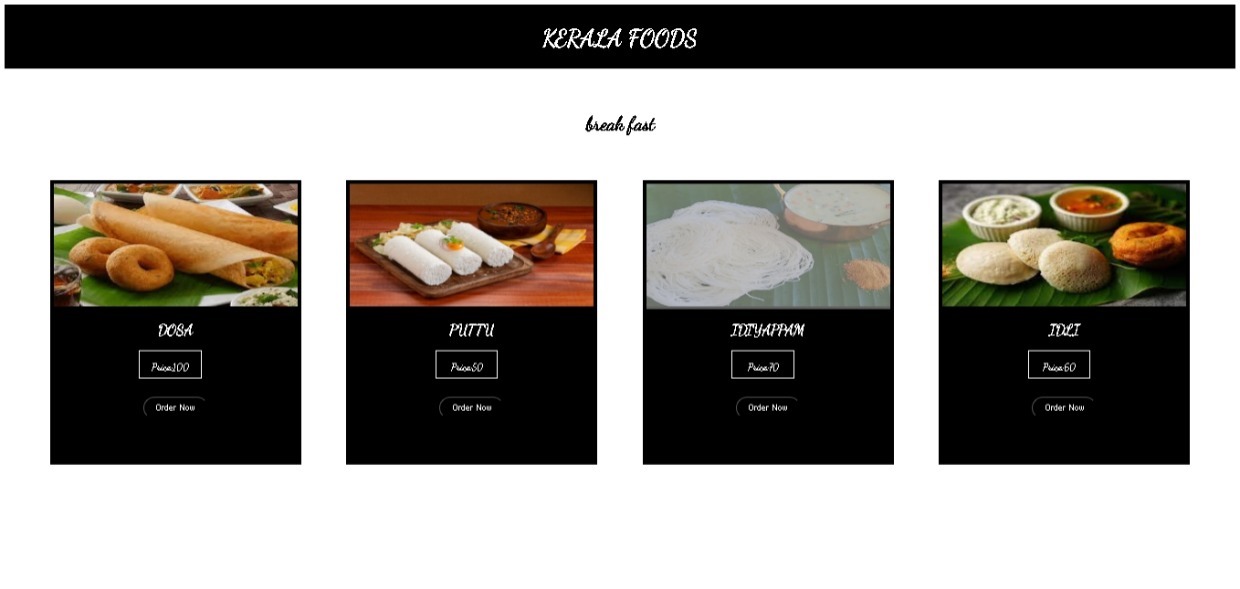 KERALA FOODS
break fast
DOSA
Price:100
Order Now
PUTTU
Price:50
Order Now
IDIYAPPAM
Price:70
Order Now
IDLI
Price:60
Order Now